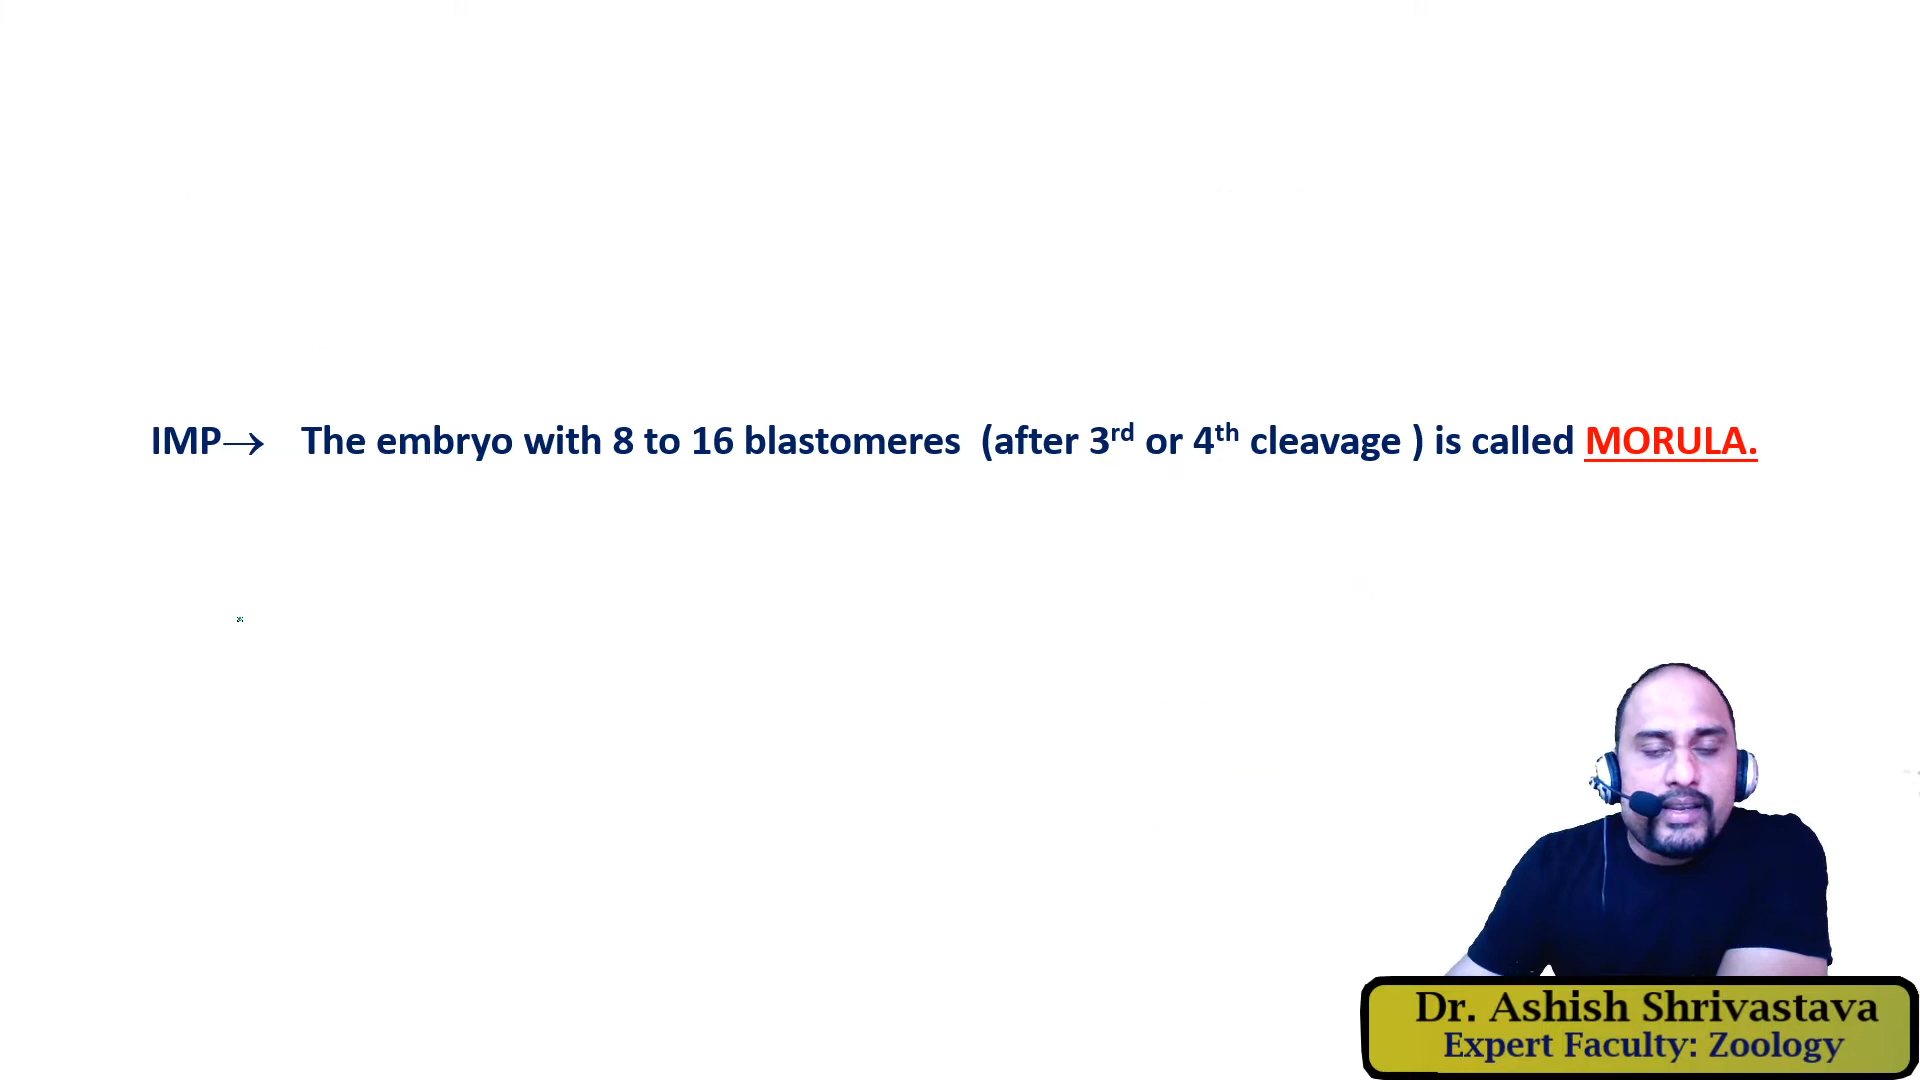 IMP→ The embryo with 8 to 16 blastomeres (after 3rd or 4th cleavage ) is called MORULA.
Dr. Ashish Shrivastava
Expert Faculty: Zoology